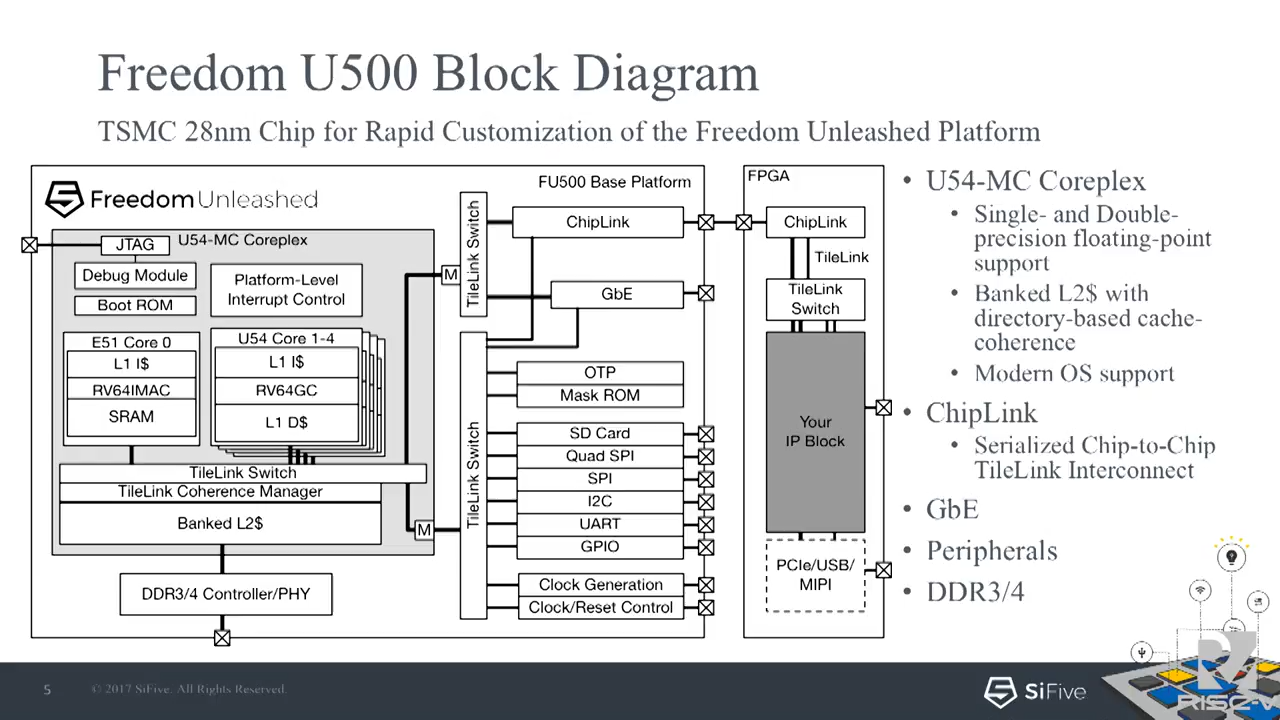 Freedom U500 Block Diagram
TSMC 28nm Chip for Rapid Customization of the Freedom Unleashed Platform
Freedom Unleashed
FU500 Base Platform
JTAG
U54-MC Coreplex
Debug Module
Boot ROM
Platform-Level
Interrupt Control
E51 Core 0
L1 I$
RV64IMAC
SRAM
U54 Core 1-4
L1 I$
RV64GC
L1 D$
TileLink Switch
TileLink Coherence Manager
Banked L2$
DDR3/4 Controller/PHY
M
M
TileLink Switch
TileLink Switch
ChipLink
GbE
OTP
Mask ROM
SD Card
Quad SPI
SPI
I2C
UART
GPIO
Clock Generation
Clock/Reset Control
FPGA
ChipLink
TileLink
TileLink
Switch
Your
IP Block
PCIe/USB/
MIPI
• U54-MC Coreplex
• Single- and Double-
precision floating-point
support
• Banked L2$ with
directory-based cache-
coherence
• Modern OS support
• ChipLink
• Serialized Chip-to-Chip
TileLink Interconnect
• GbE
• Peripherals
• DDR3/4
5
© 2017 SiFive. All Rights Reserved.
SiFive
RISC-V